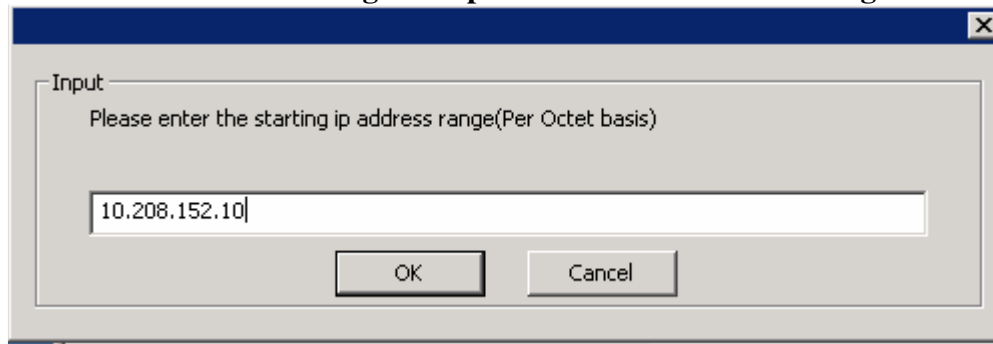 Input
Please enter the starting ip address range(Per Octet basis)
10.208.152.10
OK
Cancel